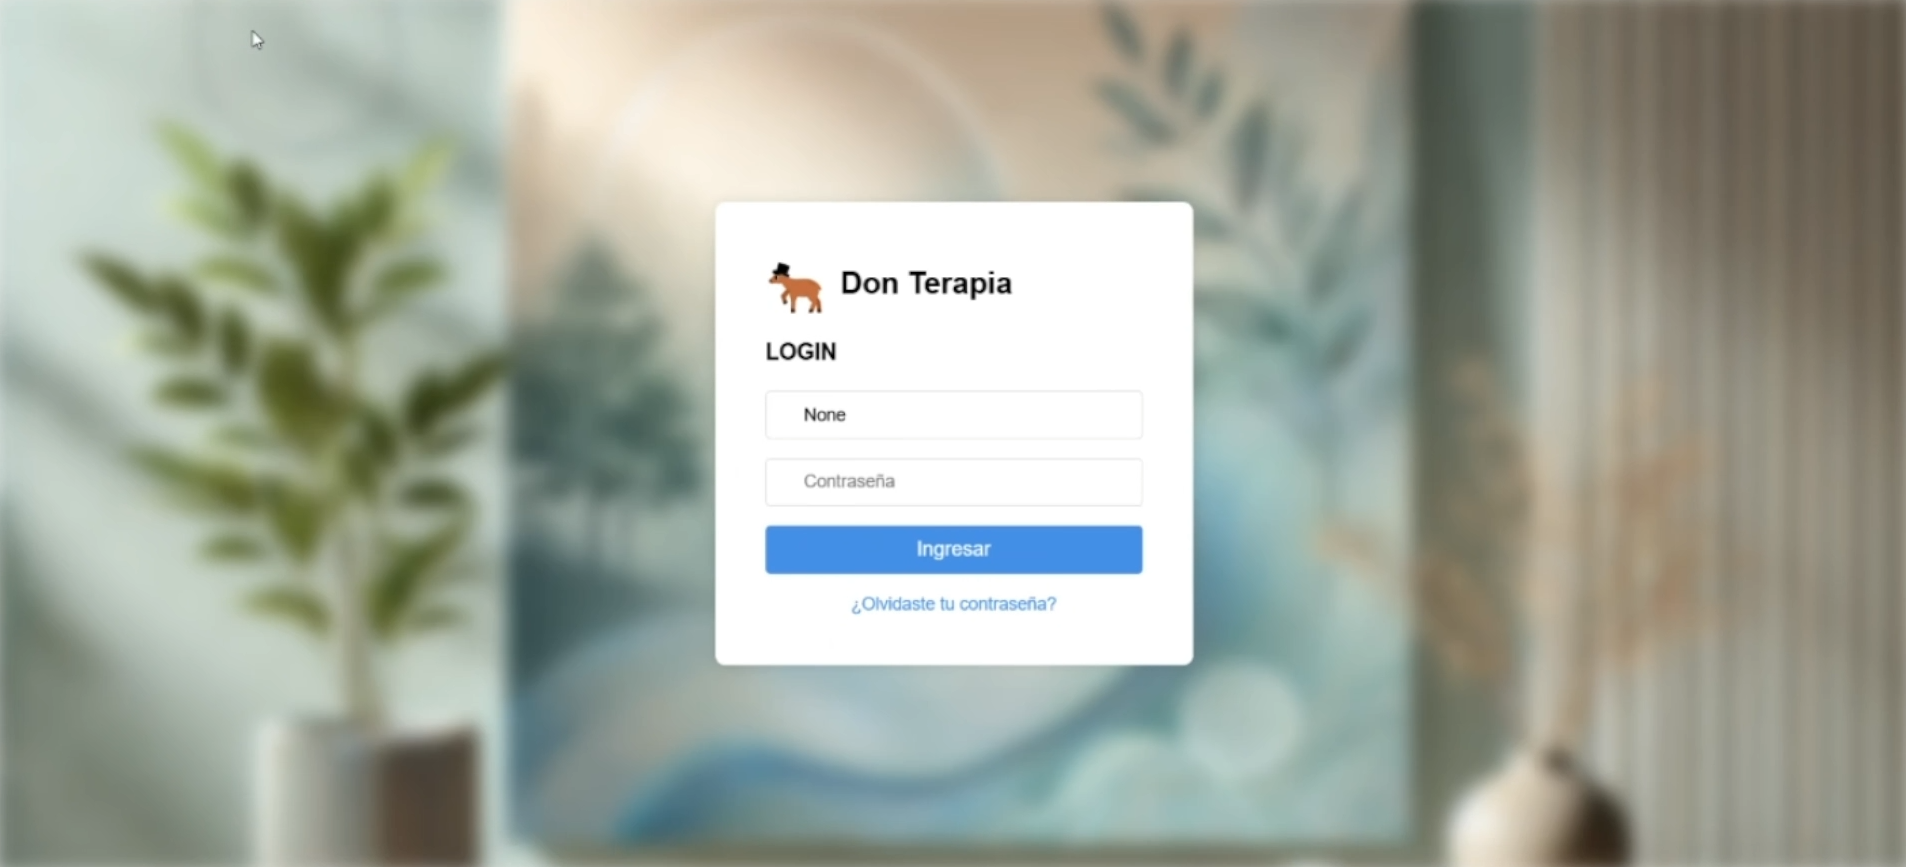 Don Terapia
LOGIN
None
Contraseña
Ingresar
¿Olvidaste tu contraseña?